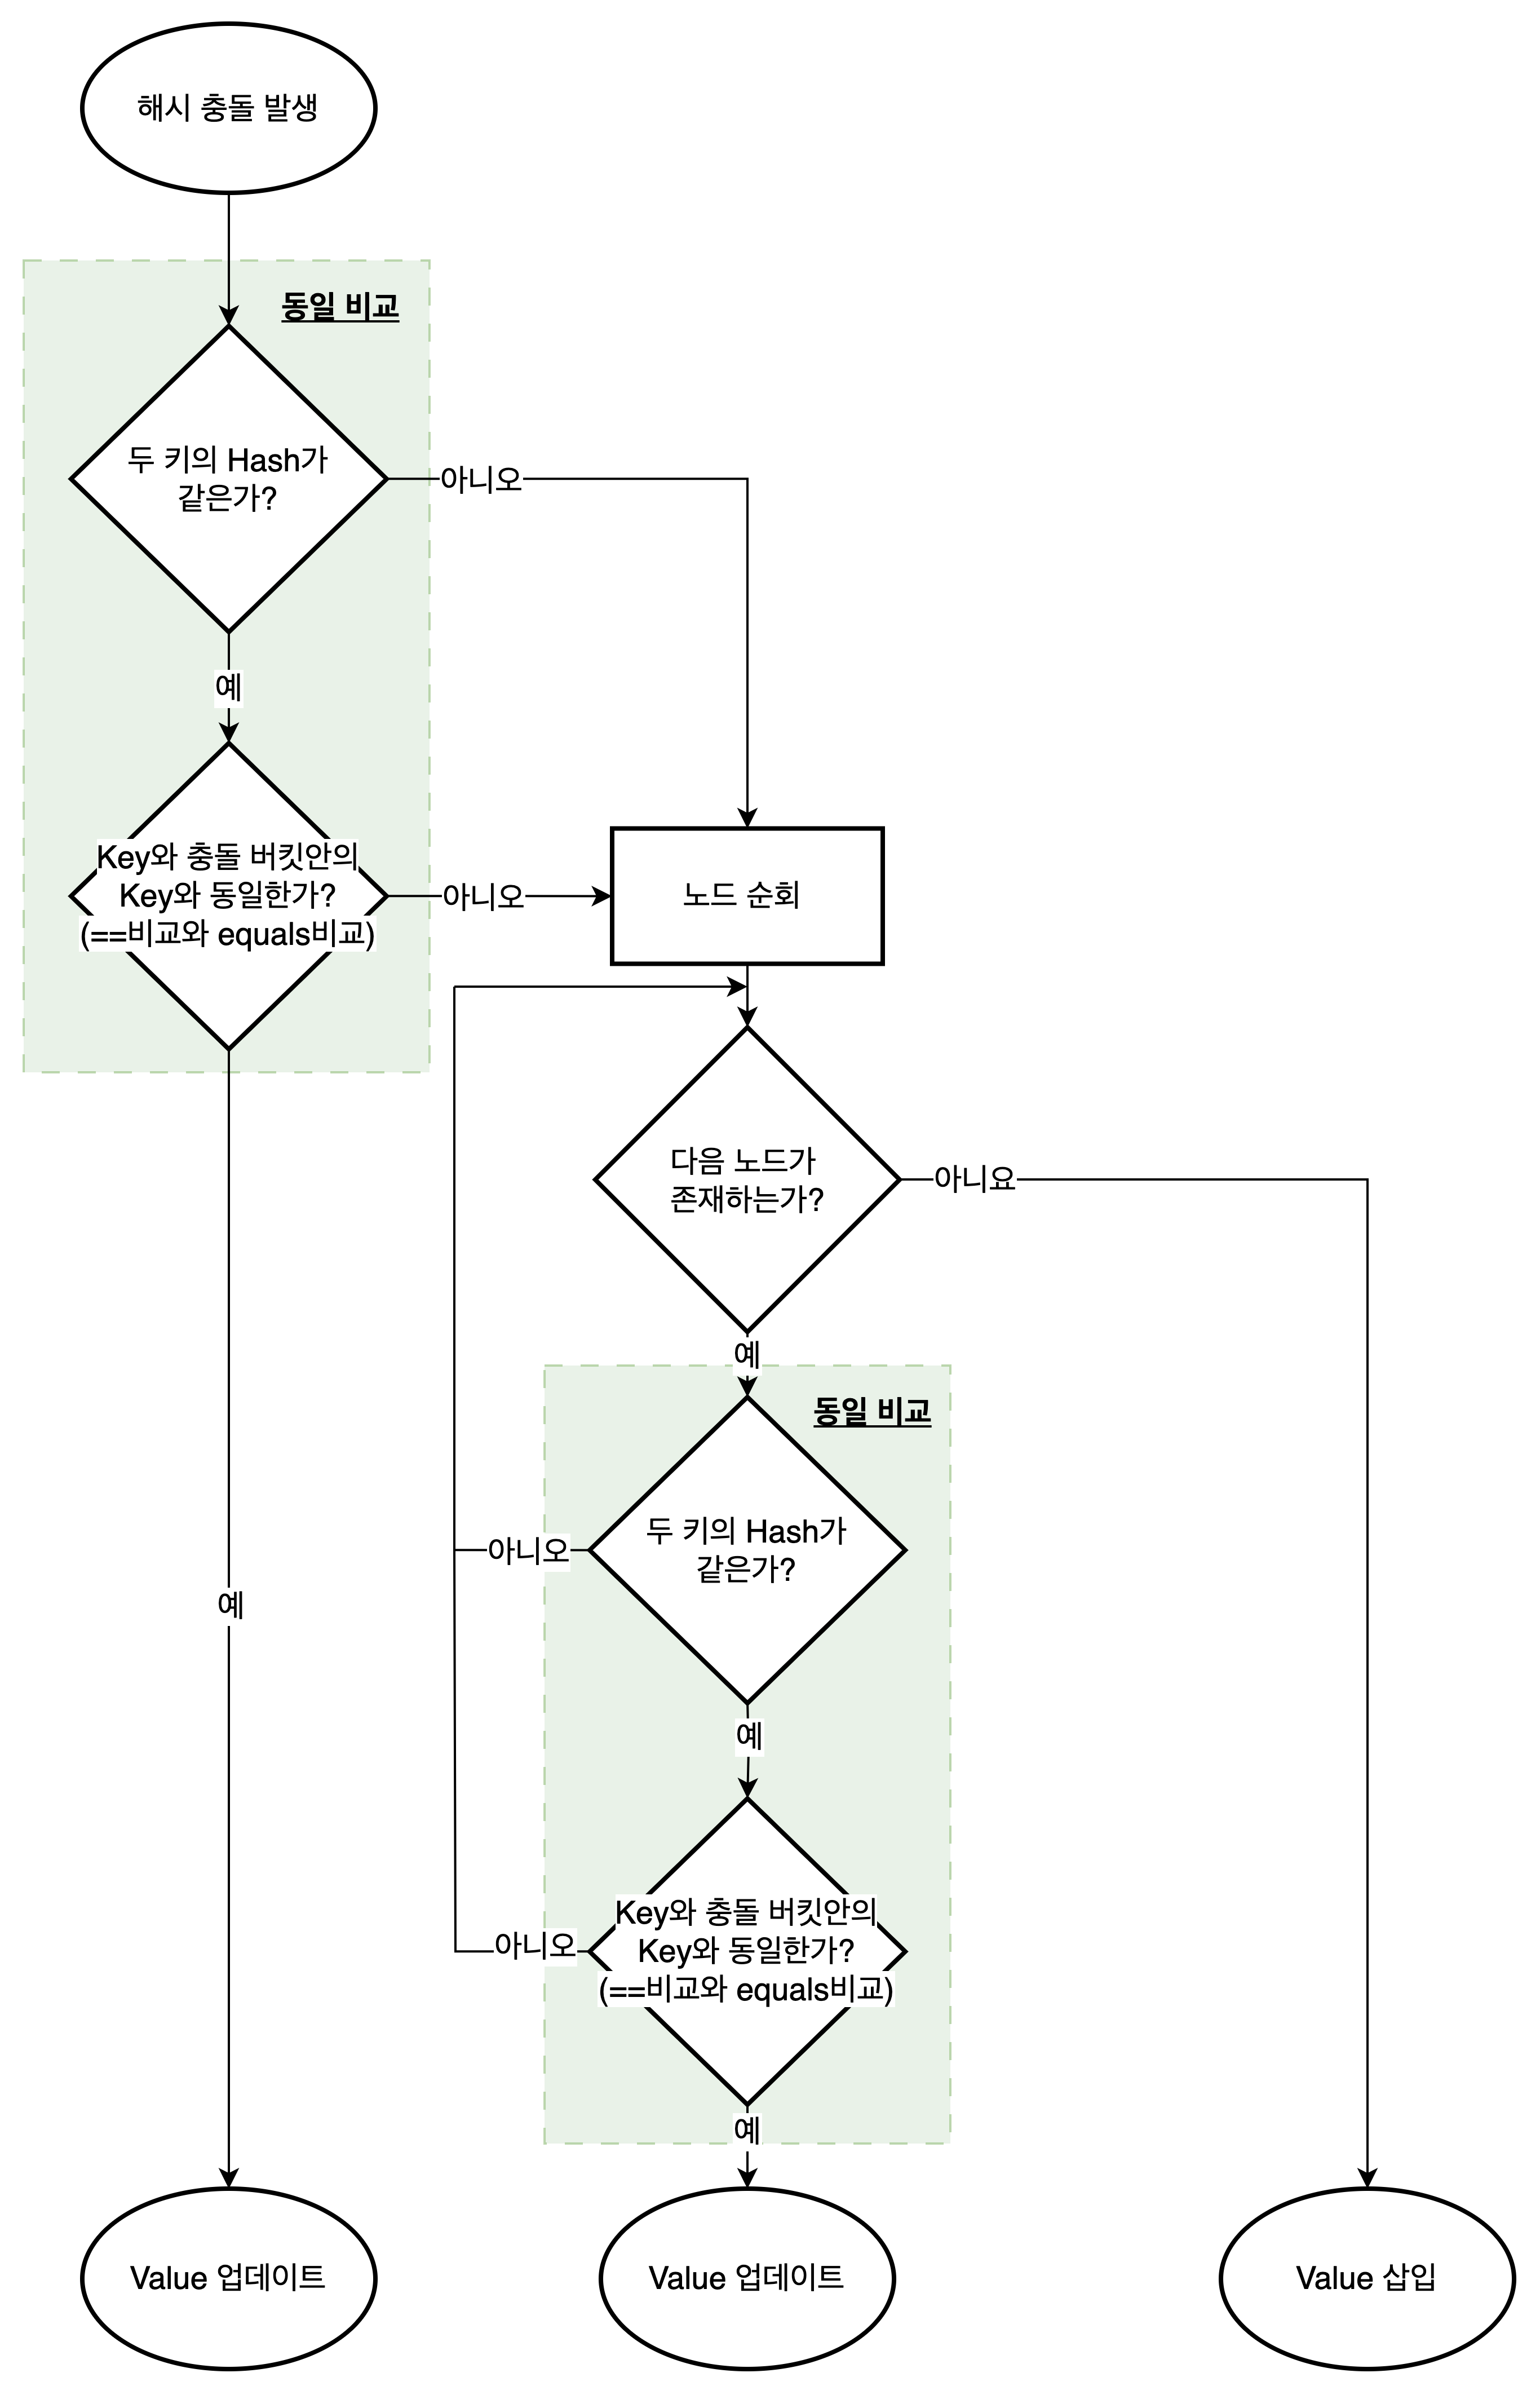 해시 충돌 발생
동일 비교
두 키의 Hash가
같은가?
아니오
예
Key와 충돌 버킷안의
Key와 동일한가?
(==비교와 equals비교)
아니오
노드 순회
다음 노드가
존재하는가?
아니요
예
동일 비교
두 키의 Hash가
같은가?
아니오
예
예
Key와 충돌 버킷안의
Key와 동일한가?
(==비교와 equals비교)
아니오
예
Value 업데이트
Value 업데이트
Value 삽입